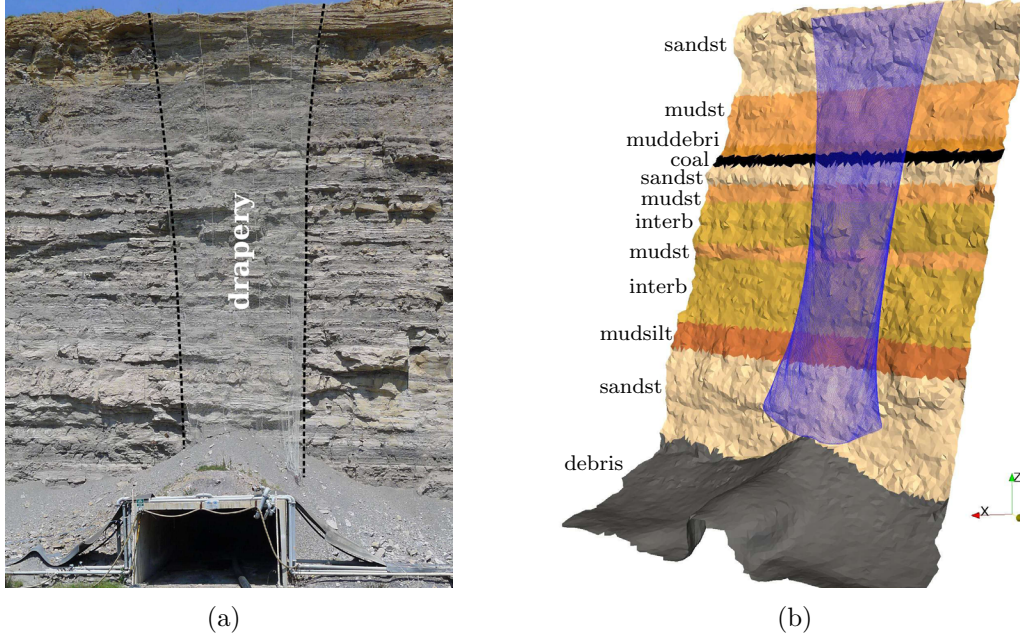 drapery
(a)
sandst
mudst
muddebri
coal
sandst
mudst
interb
mudst
interb
mudsilt
sandst
debris
Z
X
(b)